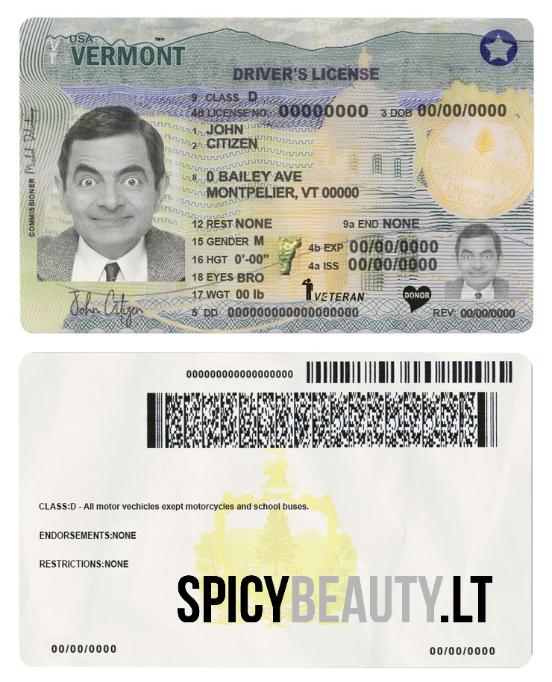 USA
VERMONT
DRIVER'S LICENSE
9 CLASS D
4d LICENSE NO. 00000000 3 DOB 00/00/0000
1 JOHN
2 CITIZEN
8 0,BAILEY AVE
MONTPELIER, VT 00000
12 REST NONE 9a END NONE
15 GENDER M 4b EXP 00/00/0000
16 HGT 0'-00" 4a ISS 00/00/0000
18 EYES BRO
17 WGT 00 lb VETERAN DONOR
5 DD 00000000000000000000 REV: 00/00/0000
COMMISSIONER
John Citizen
000000000000000000000
CLASS:D - All motor vechicles exept motorcycles and school buses.
ENDORSEMENTS:NONE
RESTRICTIONS:NONE
SPICYBEAUTY.LT
00/00/0000 00/00/0000